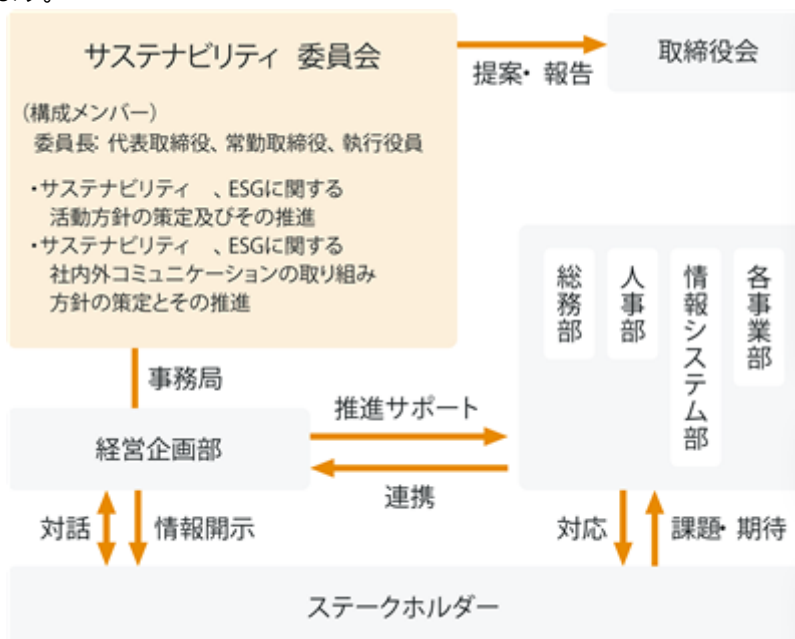 ます。
サステナビリティ 委員会
(構成メンバー)
委員長: 代表取締役、常勤取締役、執行役員
・サステナビリティ 、ESGに関する
活動方針の策定及びその推進
・サステナビリティ 、ESGに関する
社内外コミュニケーションの取り組み
方針の策定とその推進
提案・報告
取締役会
総務部
人事部
情報システム部
各事業部
事務局
経営企画部
推進サポート
連携
対話
情報開示
対応
課題・期待
ステークホルダー